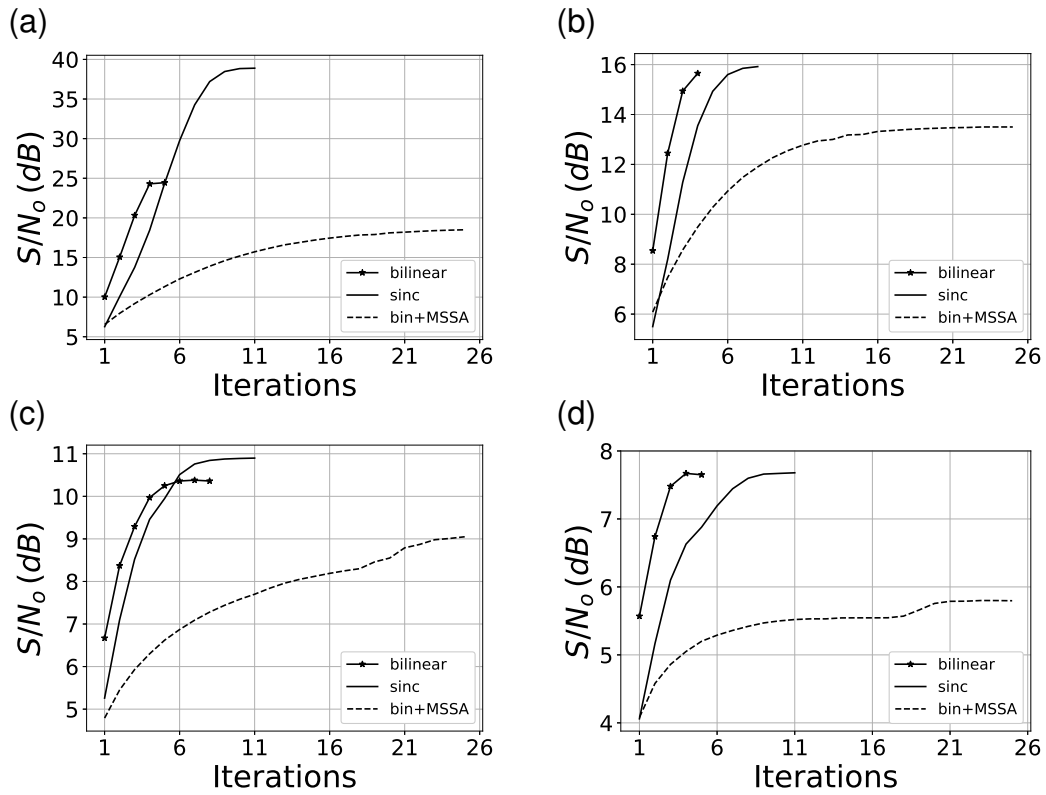 (a)
S/N_o (dB)
40
35
30
25
20
15
10
5
bilinear
sinc
bin+MSSA
1 6 11 16 21 26
Iterations
(b)
S/N_o (dB)
16
14
12
10
8
6
bilinear
sinc
bin+MSSA
1 6 11 16 21 26
Iterations
(c)
S/N_o (dB)
11
10
9
8
7
6
5
bilinear
sinc
bin+MSSA
1 6 11 16 21 26
Iterations
(d)
S/N_o (dB)
8
7
6
5
4
bilinear
sinc
bin+MSSA
1 6 11 16 21 26
Iterations